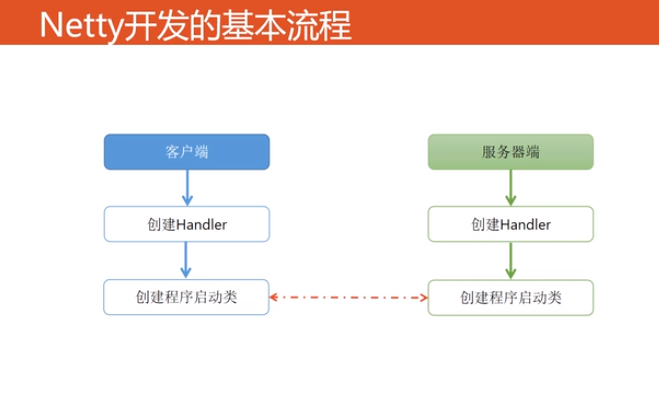 Netty开发的基本流程
客户端
服务器端
创建Handler
创建Handler
创建程序启动类
创建程序启动类